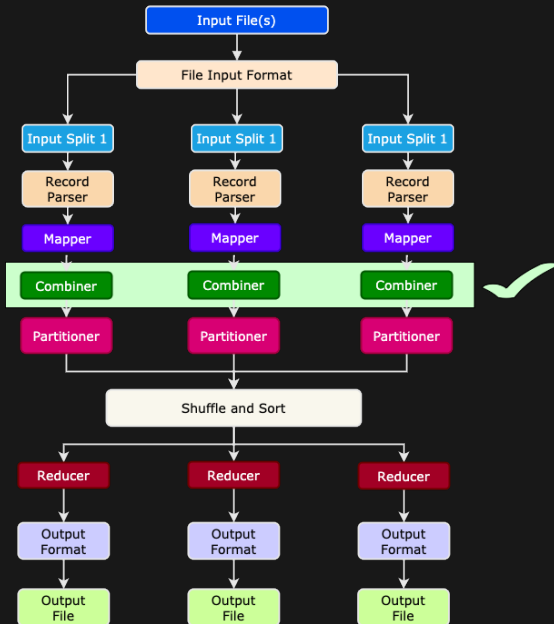 Input File(s)
File Input Format
Input Split 1
Input Split 1
Input Split 1
Record
Parser
Record
Parser
Record
Parser
Mapper
Mapper
Mapper
Combiner
Combiner
Combiner
Partitioner
Partitioner
Partitioner
Shuffle and Sort
Reducer
Reducer
Reducer
Output
Format
Output
Format
Output
Format
Output
File
Output
File
Output
File